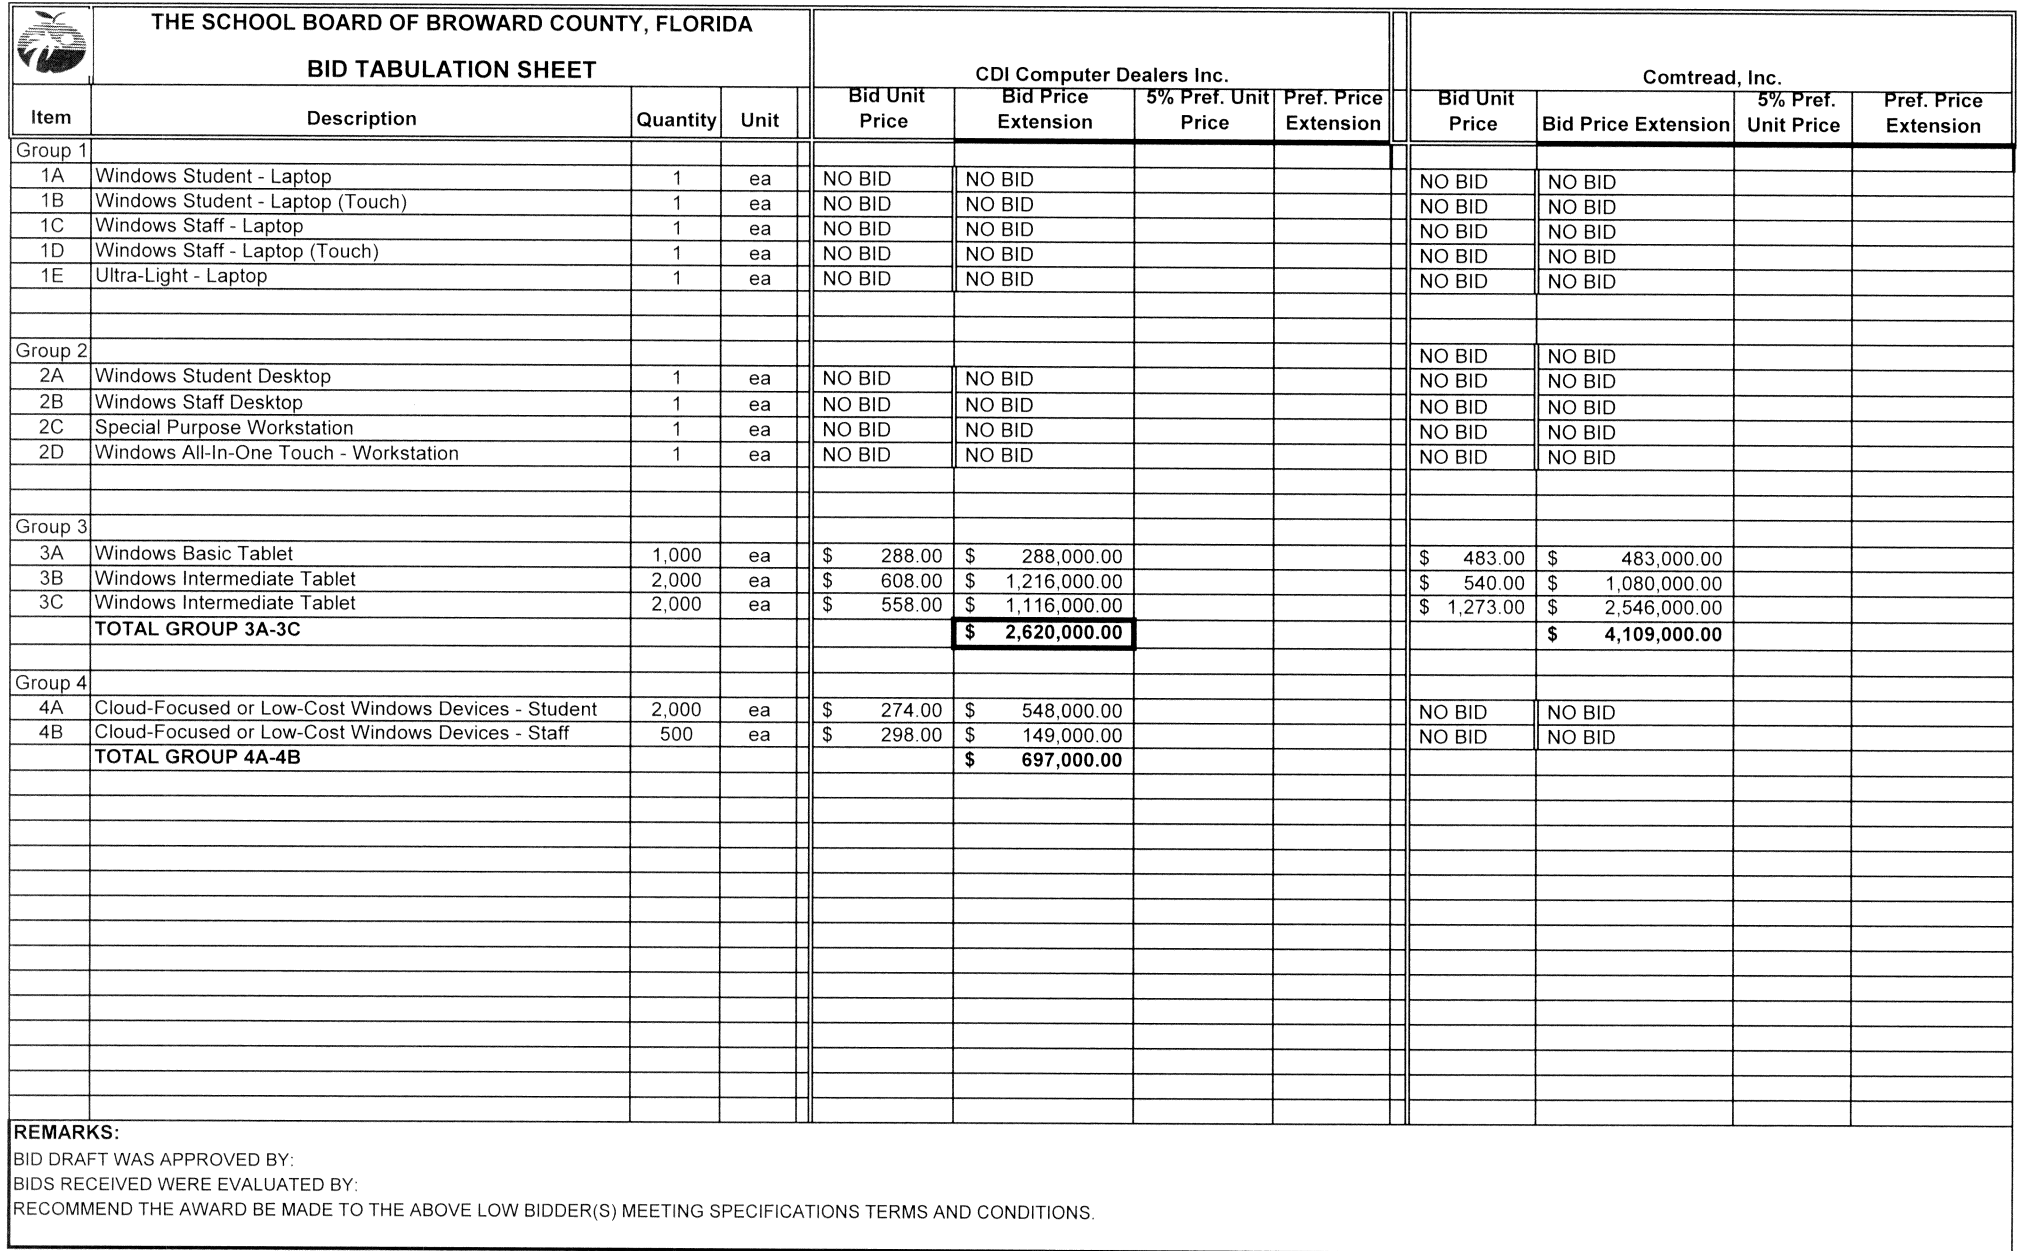 THE SCHOOL BOARD OF BROWARD COUNTY, FLORIDA
BID TABULATION SHEET
CDI Computer Dealers Inc. Comtread, Inc.
Item Description Quantity Unit Bid Unit Price Bid Price Extension 5% Pref. Unit Price Pref. Price Extension Bid Unit Price Bid Price Extension 5% Pref. Unit Price Pref. Price Extension
Group 1
1A Windows Student - Laptop 1 ea NO BID NO BID NO BID NO BID
1B Windows Student - Laptop (Touch) 1 ea NO BID NO BID NO BID NO BID
1C Windows Staff - Laptop 1 ea NO BID NO BID NO BID NO BID
1D Windows Staff - Laptop (Touch) 1 ea NO BID NO BID NO BID NO BID
1E Ultra-Light - Laptop 1 ea NO BID NO BID NO BID NO BID
Group 2 NO BID NO BID
2A Windows Student Desktop 1 ea NO BID NO BID NO BID NO BID
2B Windows Staff Desktop 1 ea NO BID NO BID NO BID NO BID
2C Special Purpose Workstation 1 ea NO BID NO BID NO BID NO BID
2D Windows All-In-One Touch - Workstation 1 ea NO BID NO BID NO BID NO BID
Group 3
3A Windows Basic Tablet 1,000 ea $ 288.00 $ 288,000.00 $ 483.00 $ 483,000.00
3B Windows Intermediate Tablet 2,000 ea $ 608.00 $ 1,216,000.00 $ 540.00 $ 1,080,000.00
3C Windows Intermediate Tablet 2,000 ea $ 558.00 $ 1,116,000.00 $ 1,273.00 $ 2,546,000.00
TOTAL GROUP 3A-3C $ 2,620,000.00 $ 4,109,000.00
Group 4
4A Cloud-Focused or Low-Cost Windows Devices - Student 2,000 ea $ 274.00 $ 548,000.00 NO BID NO BID
4B Cloud-Focused or Low-Cost Windows Devices - Staff 500 ea $ 298.00 $ 149,000.00 NO BID NO BID
TOTAL GROUP 4A-4B $ 697,000.00
REMARKS:
BID DRAFT WAS APPROVED BY:
BIDS RECEIVED WERE EVALUATED BY:
RECOMMEND THE AWARD BE MADE TO THE ABOVE LOW BIDDER(S) MEETING SPECIFICATIONS TERMS AND CONDITIONS.